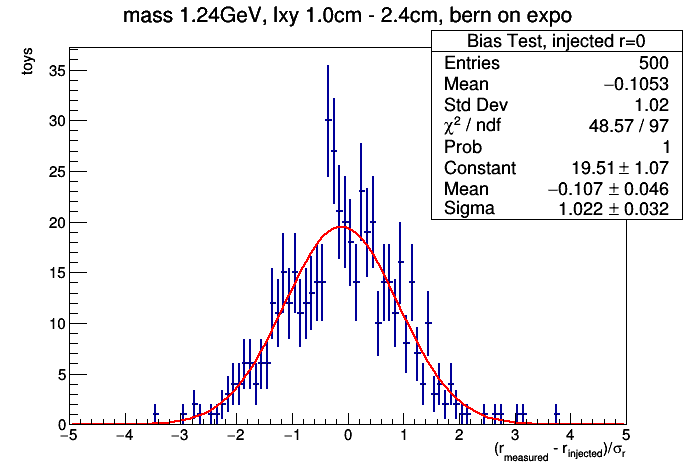 mass 1.24GeV, lxy 1.0cm - 2.4cm, bern on expo
Bias Test, injected r=0
Entries 500
Mean −0.1053
Std Dev 1.02
χ² / ndf 48.57 / 97
Prob 1
Constant 19.51 ± 1.07
Mean −0.107 ± 0.046
Sigma 1.022 ± 0.032
toys
35
30
25
20
15
10
5
0
−5 −4 −3 −2 −1 0 1 2 3 4 5
(r_measured - r_injected)/σ_r